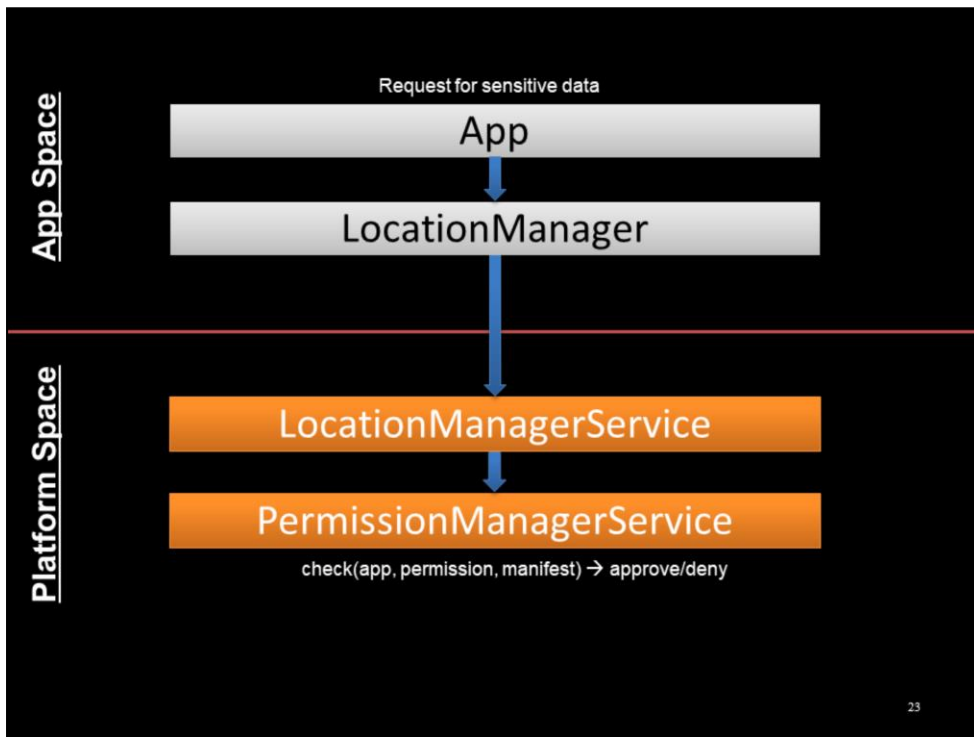 App Space
Request for sensitive data
App
LocationManager
Platform Space
LocationManagerService
PermissionManagerService
check(app, permission, manifest) → approve/deny
23